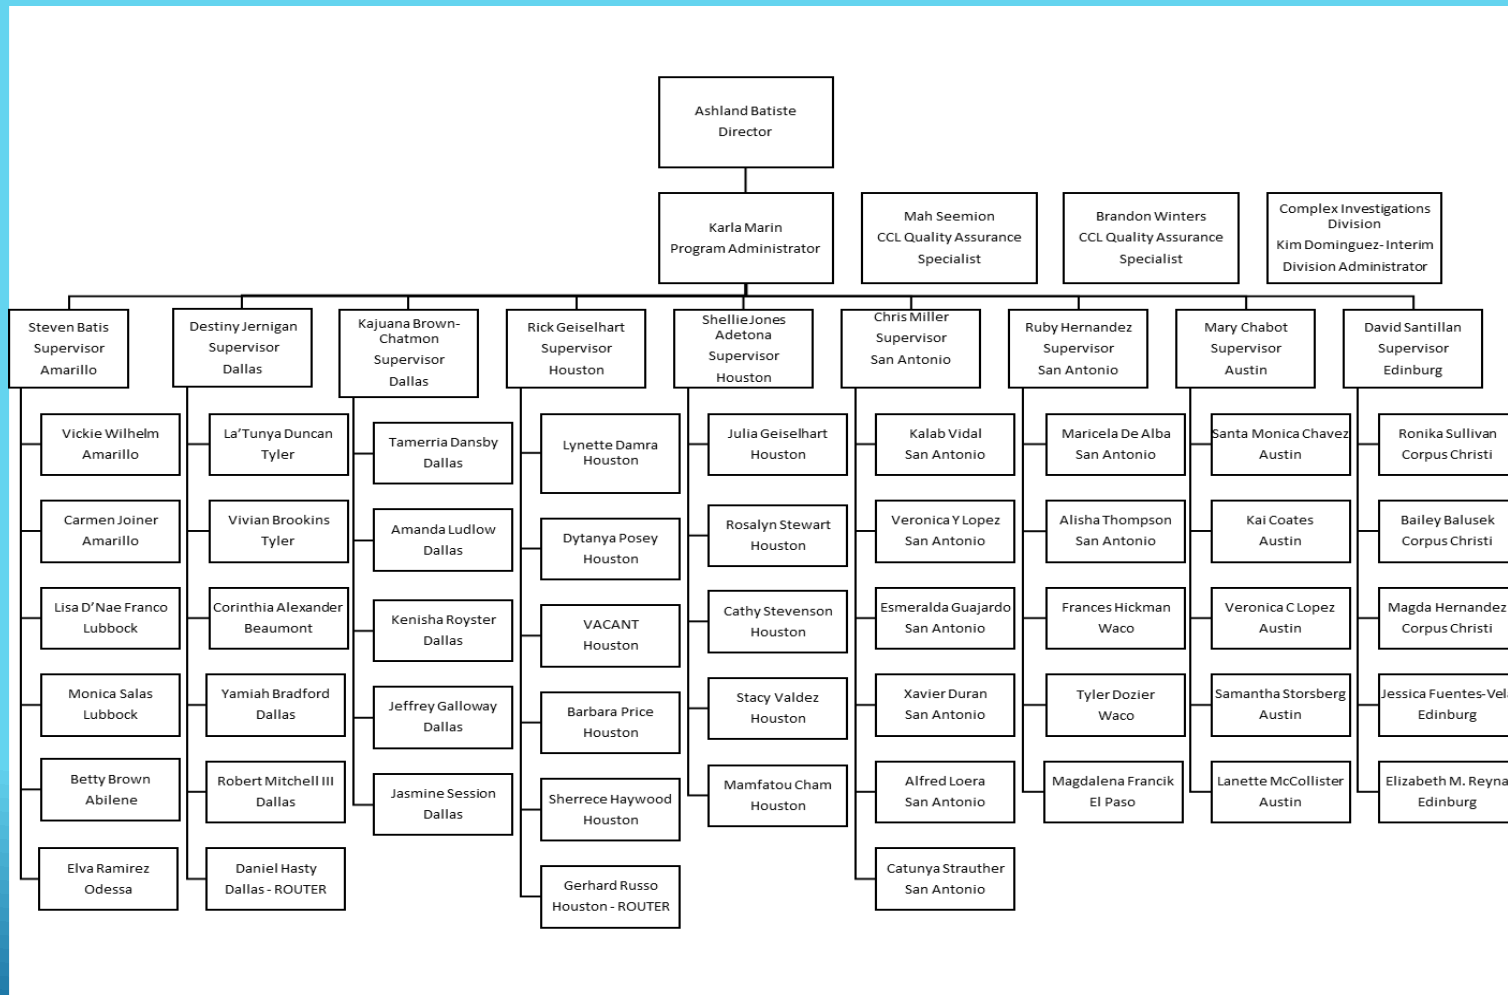 Ashland Batiste
Director
Karla Marin
Program Administrator
Mah Seemion
CCL Quality Assurance
Specialist
Brandon Winters
CCL Quality Assurance
Specialist
Complex Investigations
Division
Kim Dominguez- Interim
Division Administrator
Steven Batis
Supervisor
Amarillo
Destiny Jernigan
Supervisor
Dallas
Kajuana Brown-
Chatmon
Supervisor
Dallas
Rick Geiselhart
Supervisor
Houston
Shellie Jones
Adetona
Supervisor
Houston
Chris Miller
Supervisor
San Antonio
Ruby Hernandez
Supervisor
San Antonio
Mary Chabot
Supervisor
Austin
David Santillan
Supervisor
Edinburg
Vickie Wilhelm
Amarillo
Carmen Joiner
Amarillo
Lisa D’Nae Franco
Lubbock
Monica Salas
Lubbock
Betty Brown
Abilene
Elva Ramirez
Odessa
La’Tunya Duncan
Tyler
Vivian Brookins
Tyler
Corinthia Alexander
Beaumont
Yamiah Bradford
Dallas
Robert Mitchell III
Dallas
Daniel Hasty
Dallas - ROUTER
Tamerria Dansby
Dallas
Amanda Ludlow
Dallas
Kenisha Royster
Dallas
Jeffrey Galloway
Dallas
Jasmine Session
Dallas
Lynette Damra
Houston
Dytanya Posey
Houston
VACANT
Houston
Barbara Price
Houston
Sherrece Haywood
Houston
Gerhard Russo
Houston - ROUTER
Julia Geiselhart
Houston
Rosalyn Stewart
Houston
Cathy Stevenson
Houston
Stacy Valdez
Houston
Mamfatou Cham
Houston
Kalab Vidal
San Antonio
Veronica Y Lopez
San Antonio
Esmeralda Guajardo
San Antonio
Xavier Duran
San Antonio
Alfred Loera
San Antonio
Catunya Strauther
San Antonio
Maricela De Alba
San Antonio
Alisha Thompson
San Antonio
Frances Hickman
Waco
Tyler Dozier
Waco
Magdalena Francik
El Paso
Santa Monica Chavez
Austin
Kai Coates
Austin
Veronica C Lopez
Austin
Samantha Storsberg
Austin
Lanette McCollister
Austin
Ronika Sullivan
Corpus Christi
Bailey Balusek
Corpus Christi
Magda Hernandez
Corpus Christi
Jessica Fuentes-Vela
Edinburg
Elizabeth M. Reyna
Edinburg